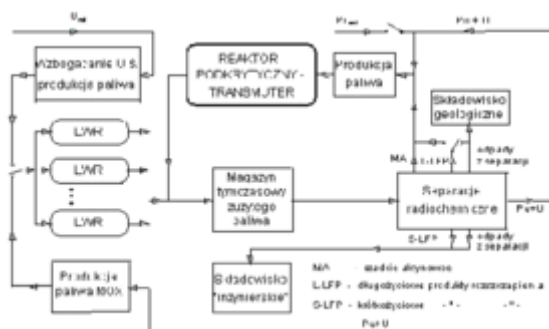 Wzbogacanie U i
produkcja paliwa
REAKTOR
PODKRYTYCZNY-
TRANSMUTER
Produkcja
paliwa
Pu + U
Składowisko
geologiczne
LWR
LWR
LWR
MA
L-LFP
odpady
z separacji
Magazyn
tymczasowy
zużytego
paliwa
Separacje
radiochemiczne
Pu+U
S-LFP
odpady
z separacji
Produkcja
paliwa MOX
Składowisko
"inżynierskie"
MA - aktynowce
L-LFP - długożyciowe produkty rozszczepienia
S-LFP - krótkożyciowe - " - - " -
Pu+U